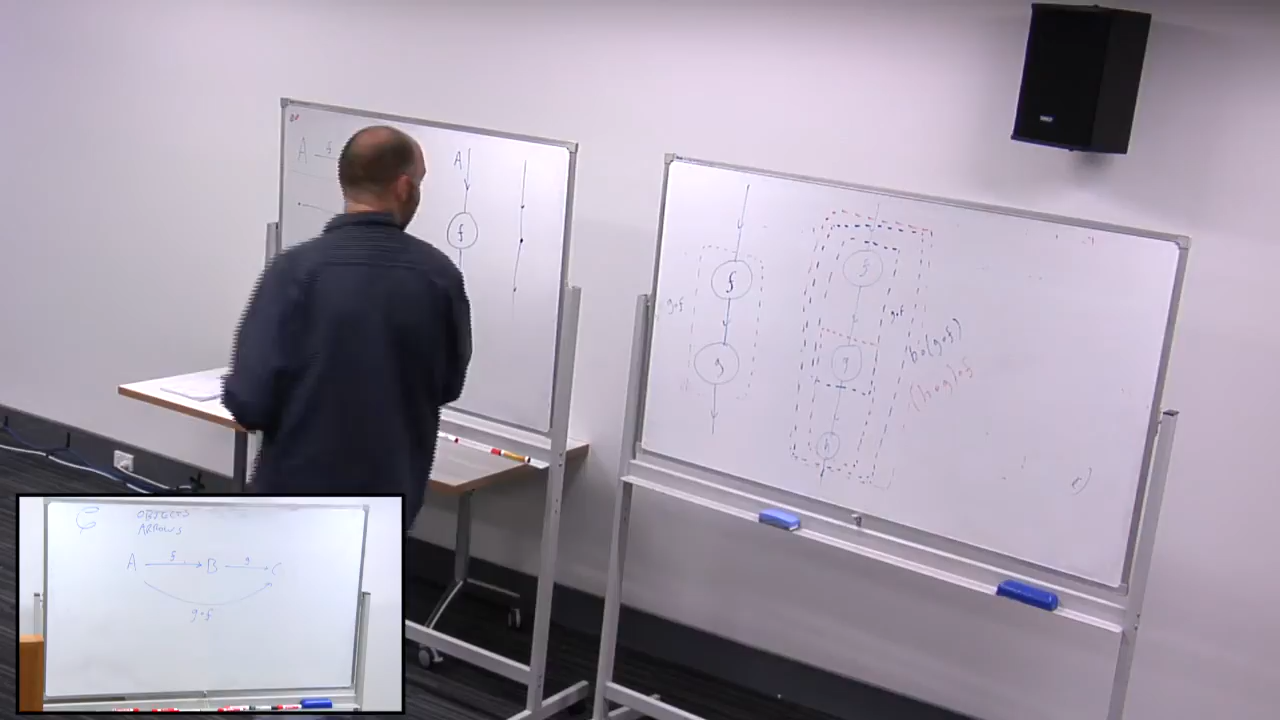 A f
A
f
f
g
g∘f
f
g
h
g∘f
h∘(g∘f)
(h∘g)∘f
C OBJECTS
ARROWS
A f B g C
g∘f